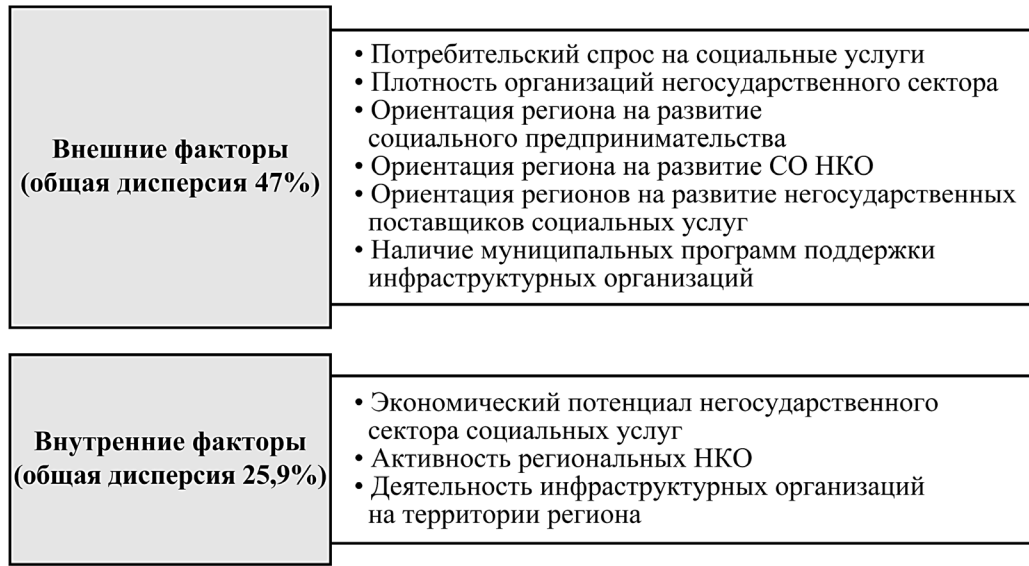 Внешние факторы
(общая дисперсия 47%)
• Потребительский спрос на социальные услуги
• Плотность организаций негосударственного сектора
• Ориентация региона на развитие
социального предпринимательства
• Ориентация региона на развитие СО НКО
• Ориентация регионов на развитие негосударственных
поставщиков социальных услуг
• Наличие муниципальных программ поддержки
инфраструктурных организаций
Внутренние факторы
(общая дисперсия 25,9%)
• Экономический потенциал негосударственного
сектора социальных услуг
• Активность региональных НКО
• Деятельность инфраструктурных организаций
на территории региона